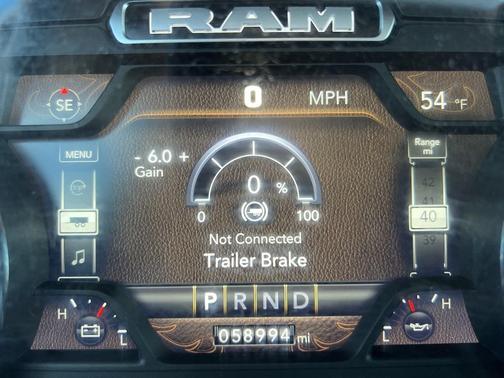 RAM
SE
0 MPH
54 °F
MENU
- 6.0 +
Gain
0 %
0 100
Not Connected
Trailer Brake
Range
mi
42
41
40
39
P R N D
H L
058994 mi
H L